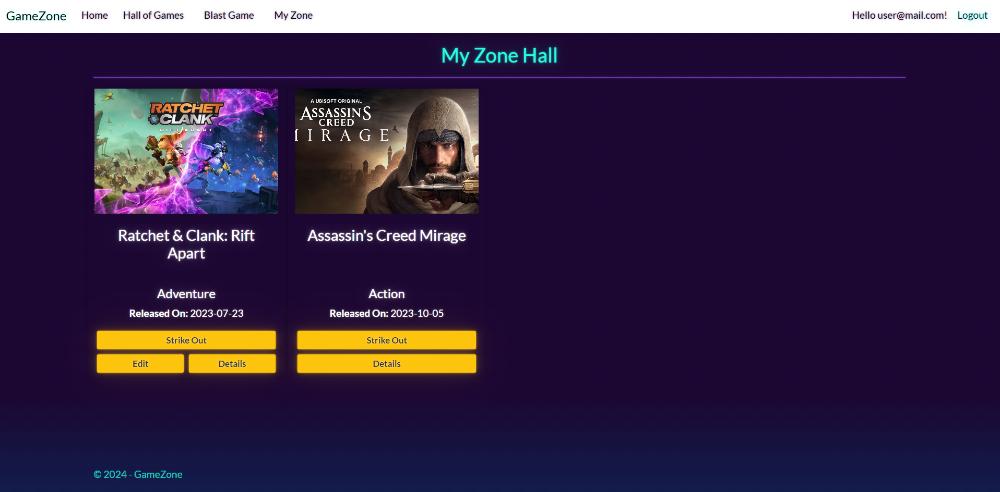 GameZone Home Hall of Games Blast Game My Zone Hello user@mail.com! Logout
My Zone Hall
RATCHET
CLANK
RIFT APART
A UBISOFT ORIGINAL
ASSASSIN'S
CREED
MIRAGE
Ratchet & Clank: Rift
Apart
Adventure
Released On: 2023-07-23
Strike Out
Edit Details
Assassin's Creed Mirage
Action
Released On: 2023-10-05
Strike Out
Details
© 2024 - GameZone